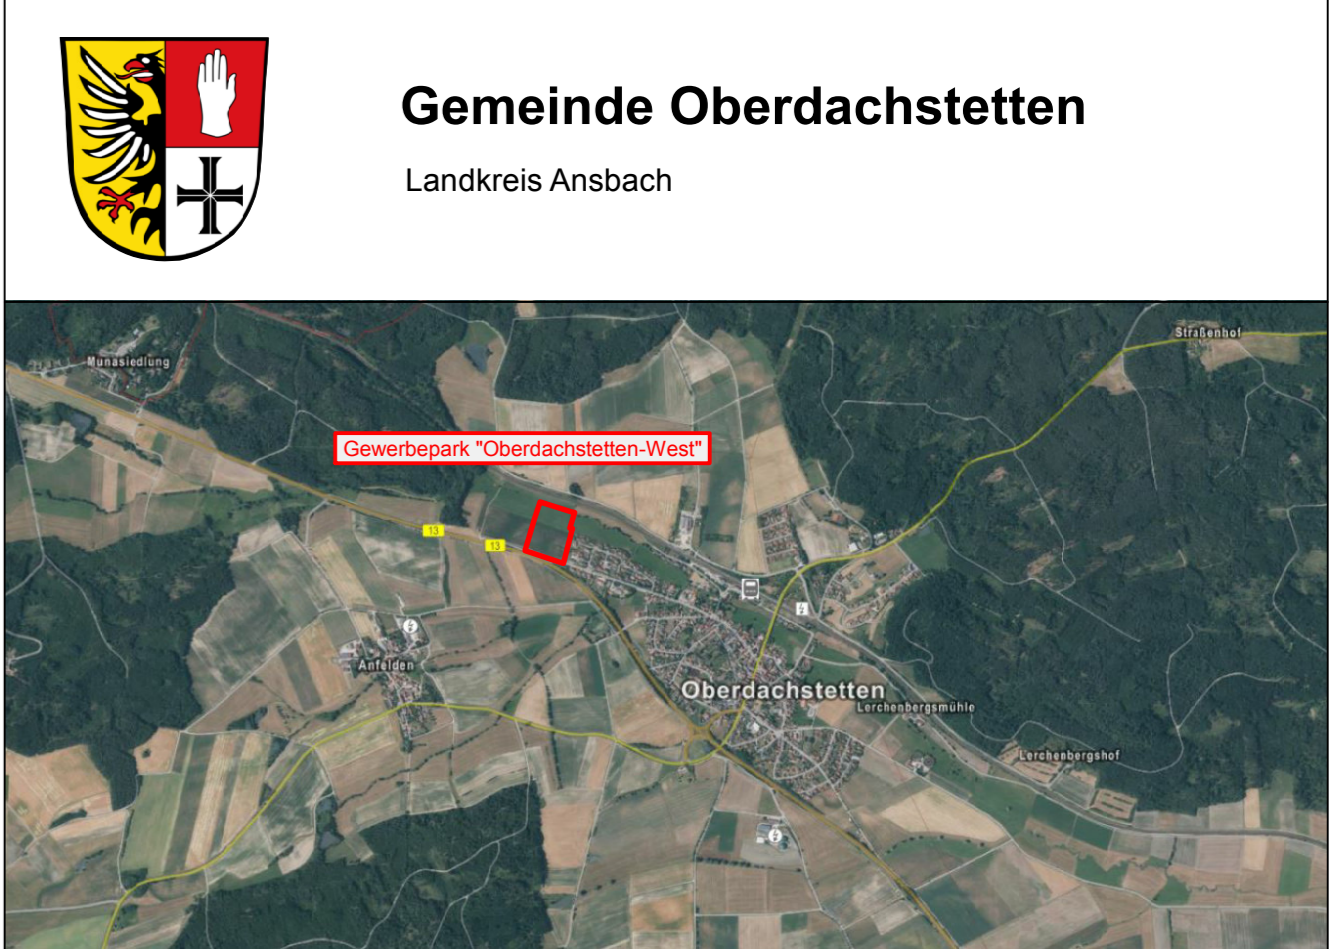 Gemeinde Oberdachstetten
Landkreis Ansbach
Straßenhof
Munasiedlung
Gewerbepark "Oberdachstetten-West"
13
13
Anfelden
Oberdachstetten
Lerchenbergsmühle
Lerchenbergshof